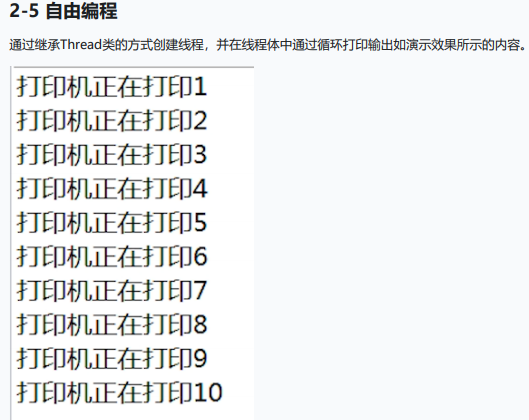 2-5 自由编程
通过继承Thread类的方式创建线程，并在线程体中通过循环打印输出如演示效果所示的内容。
打印机正在打印1
打印机正在打印2
打印机正在打印3
打印机正在打印4
打印机正在打印5
打印机正在打印6
打印机正在打印7
打印机正在打印8
打印机正在打印9
打印机正在打印10